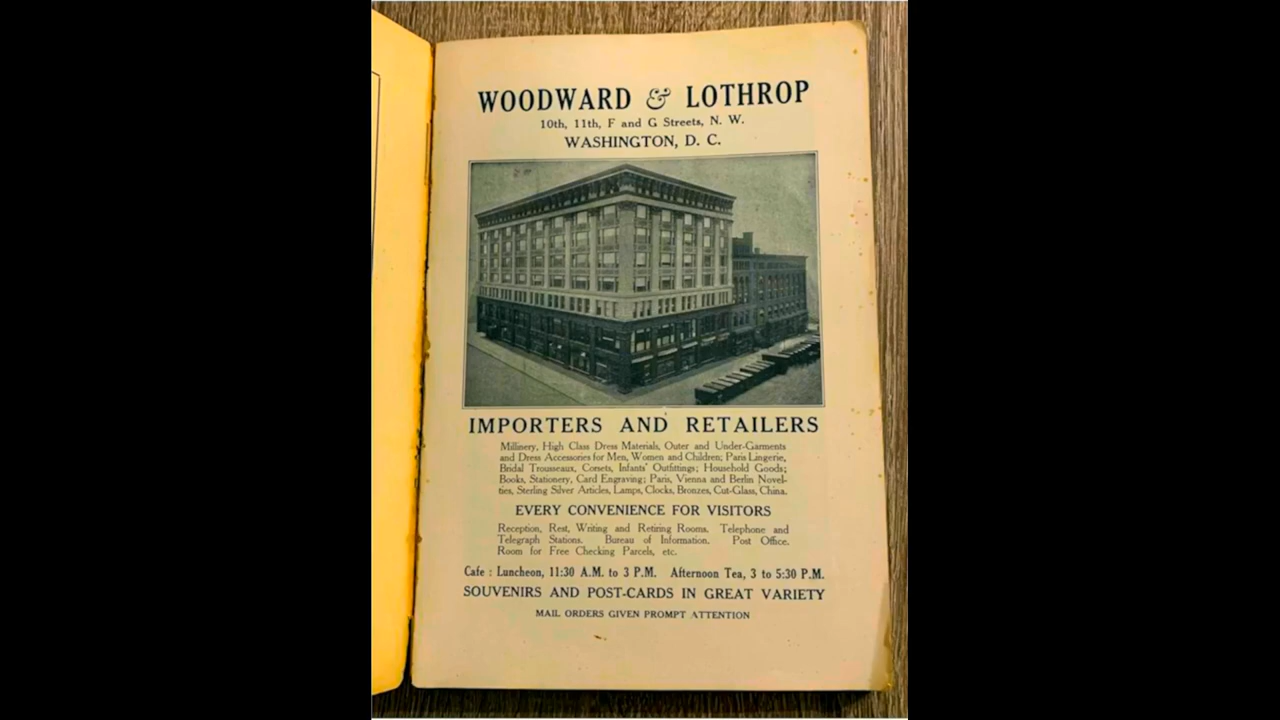 WOODWARD & LOTHROP
10th, 11th, F and G Streets, N. W.
WASHINGTON, D. C.
IMPORTERS AND RETAILERS
Millinery, High Class Dress Materials, Outer and Under-Garments
and Dress Accessories for Men, Women and Children; Paris Lingerie,
Bridal Trousseaux, Corsets, Infants' Outfittings; Household Goods;
Books, Stationery, Card Engraving; Paris, Vienna and Berlin Novel-
ties, Sterling Silver Articles, Lamps, Clocks, Bronzes, Cut-Glass, China.
EVERY CONVENIENCE FOR VISITORS
Reception, Rest, Writing and Retiring Rooms. Telephone and
Telegraph Stations. Bureau of Information. Post Office.
Room for Free Checking Parcels, etc.
Cafe : Luncheon, 11:30 A.M. to 3 P.M. Afternoon Tea, 3 to 5:30 P.M.
SOUVENIRS AND POST-CARDS IN GREAT VARIETY
MAIL ORDERS GIVEN PROMPT ATTENTION